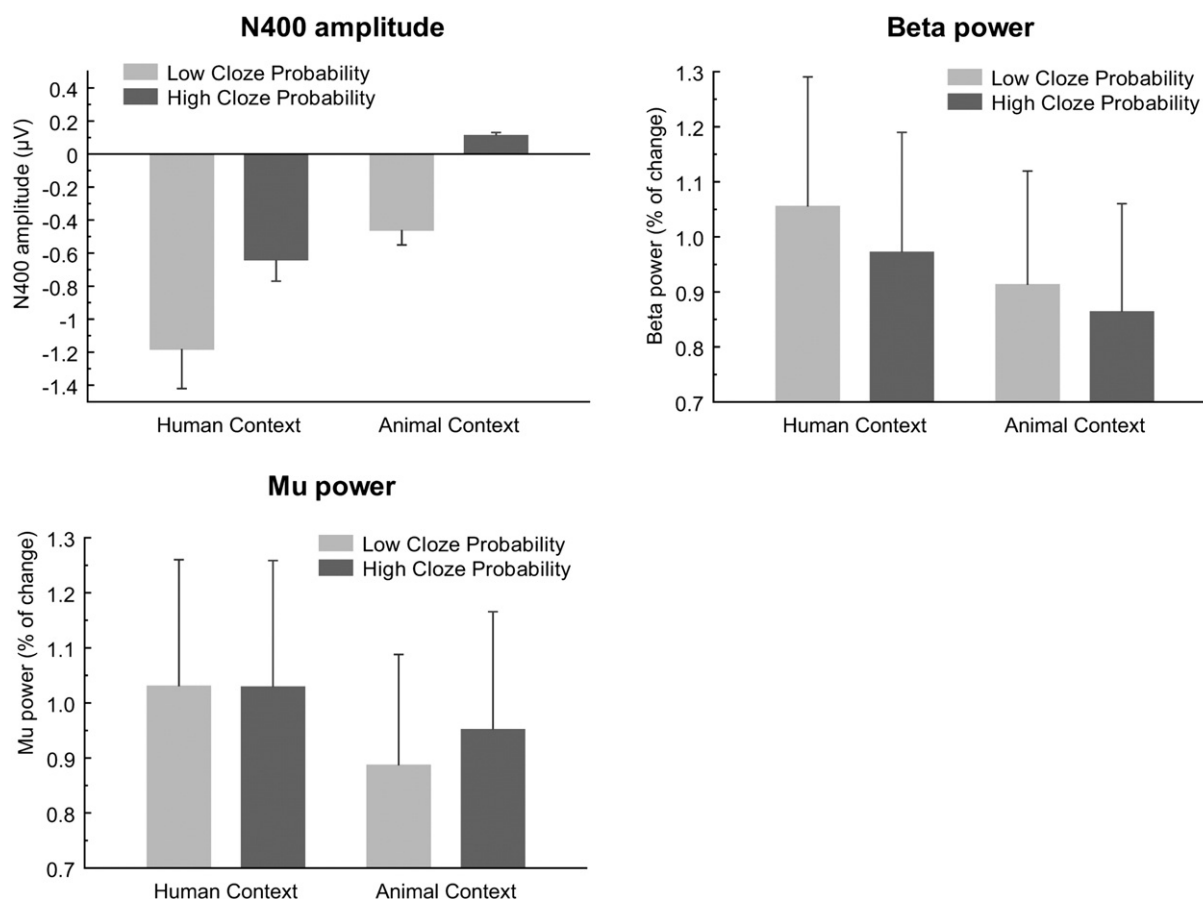 N400 amplitude
Low Cloze Probability
High Cloze Probability
N400 amplitude (µV)
0.4
0.2
0
-0.2
-0.4
-0.6
-0.8
-1
-1.2
-1.4
Human Context
Animal Context
Beta power
Low Cloze Probability
High Cloze Probability
Beta power (% of change)
1.3
1.2
1.1
1.0
0.9
0.8
0.7
Human Context
Animal Context
Mu power
Low Cloze Probability
High Cloze Probability
Mu power (% of change)
1.3
1.2
1.1
1.0
0.9
0.8
0.7
Human Context
Animal Context